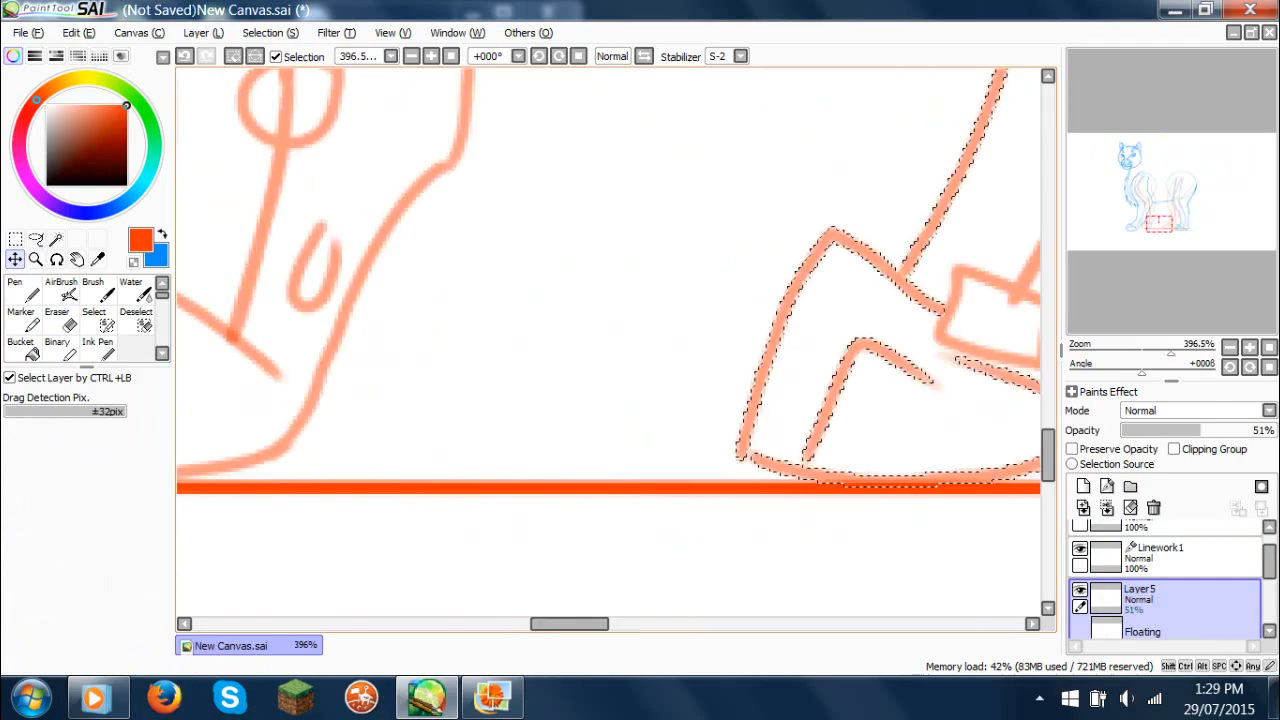 PaintTool SAI (Not Saved)New Canvas.sai (*)
File (F) Edit (E) Canvas (C) Layer (L) Selection (S) Filter (T) View (V) Window (W) Others (O)
Selection 396.5... +000° Normal Stabilizer S-2
Pen AirBrush Brush Water
Marker Eraser Select Deselect
Bucket Binary Ink Pen
Select Layer by CTRL+LB
Drag Detection Pix.
±32pix
Zoom 396.5%
Angle +000θ
Paints Effect
Mode Normal
Opacity 51%
Preserve Opacity Clipping Group
Selection Source
100%
Linework1
Normal
100%
Layer5
Normal
51%
Floating
New Canvas.sai 396%
Memory load: 42% (83MB used / 721MB reserved) Shift Ctrl Alt SPC Any
1:29 PM
29/07/2015